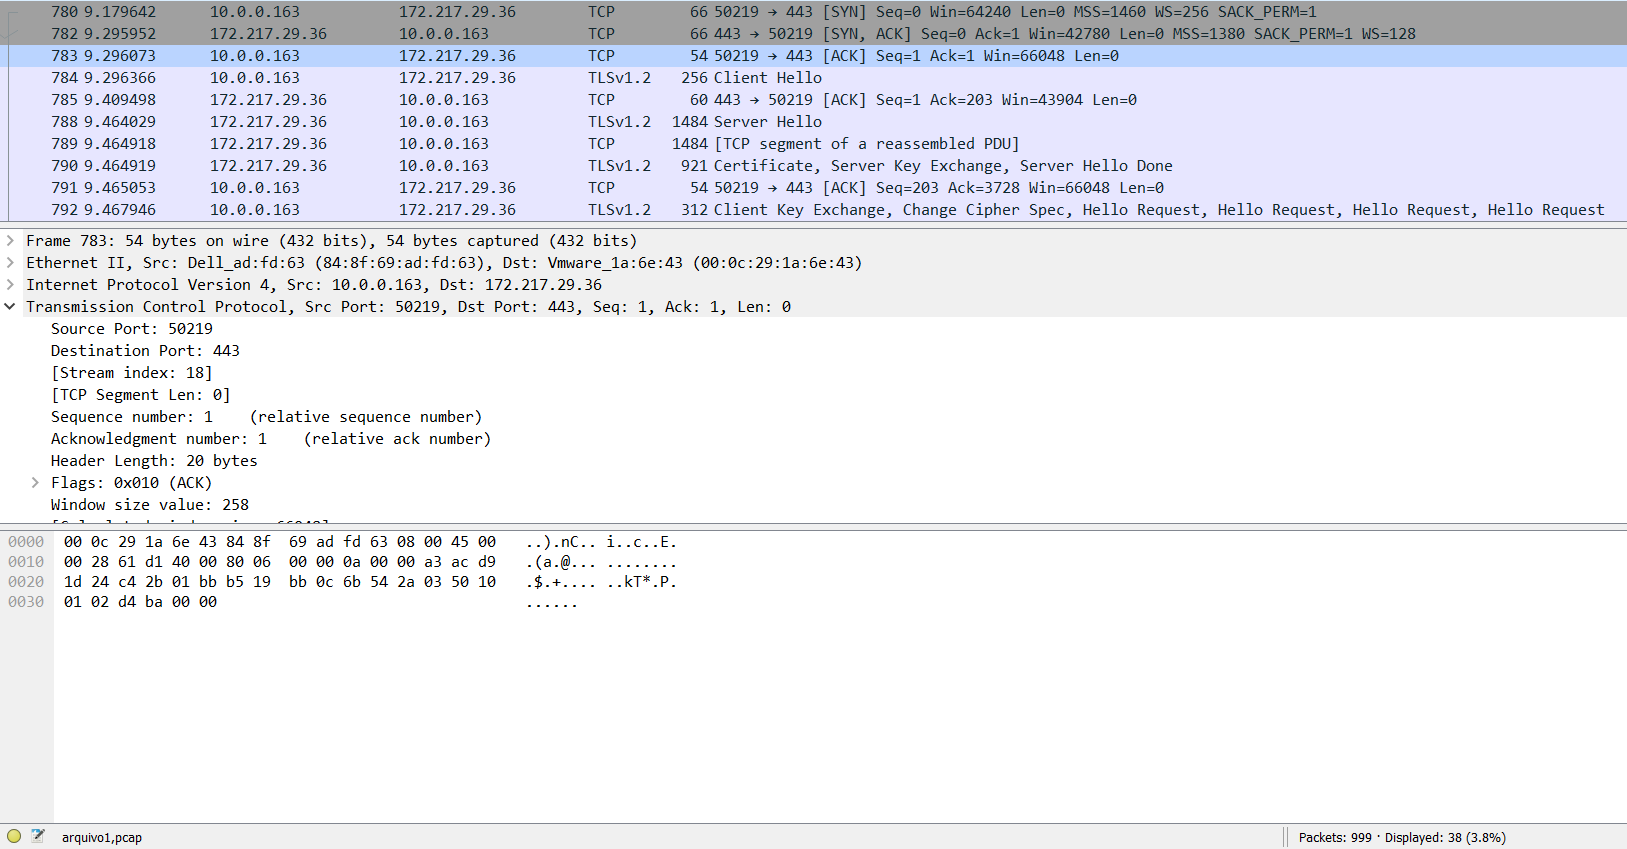 780 9.179642 10.0.0.163 172.217.29.36 TCP 66 50219 → 443 [SYN] Seq=0 Win=64240 Len=0 MSS=1460 WS=256 SACK_PERM=1
782 9.295952 172.217.29.36 10.0.0.163 TCP 66 443 → 50219 [SYN, ACK] Seq=0 Ack=1 Win=42780 Len=0 MSS=1380 SACK_PERM=1 WS=128
783 9.296073 10.0.0.163 172.217.29.36 TCP 54 50219 → 443 [ACK] Seq=1 Ack=1 Win=66048 Len=0
784 9.296366 10.0.0.163 172.217.29.36 TLSv1.2 256 Client Hello
785 9.409498 172.217.29.36 10.0.0.163 TCP 60 443 → 50219 [ACK] Seq=1 Ack=203 Win=43904 Len=0
788 9.464029 172.217.29.36 10.0.0.163 TLSv1.2 1484 Server Hello
789 9.464918 172.217.29.36 10.0.0.163 TCP 1484 [TCP segment of a reassembled PDU]
790 9.464919 172.217.29.36 10.0.0.163 TLSv1.2 921 Certificate, Server Key Exchange, Server Hello Done
791 9.465053 10.0.0.163 172.217.29.36 TCP 54 50219 → 443 [ACK] Seq=203 Ack=3728 Win=66048 Len=0
792 9.467946 10.0.0.163 172.217.29.36 TLSv1.2 312 Client Key Exchange, Change Cipher Spec, Hello Request, Hello Request, Hello Request, Hello Request
Frame 783: 54 bytes on wire (432 bits), 54 bytes captured (432 bits)
Ethernet II, Src: Dell_ad:fd:63 (84:8f:69:ad:fd:63), Dst: Vmware_1a:6e:43 (00:0c:29:1a:6e:43)
Internet Protocol Version 4, Src: 10.0.0.163, Dst: 172.217.29.36
Transmission Control Protocol, Src Port: 50219, Dst Port: 443, Seq: 1, Ack: 1, Len: 0
Source Port: 50219
Destination Port: 443
[Stream index: 18]
[TCP Segment Len: 0]
Sequence number: 1 (relative sequence number)
Acknowledgment number: 1 (relative ack number)
Header Length: 20 bytes
Flags: 0x010 (ACK)
Window size value: 258
0000 00 0c 29 1a 6e 43 84 8f 69 ad fd 63 08 00 45 00 ..).nC.. i..c..E.
0010 00 28 61 d1 40 00 80 06 00 00 0a 00 00 a3 ac d9 .(a.@... ........
0020 1d 24 c4 2b 01 bb b5 19 bb 0c 6b 54 2a 03 50 10 .$.+.... ..kT*.P.
0030 01 02 d4 ba 00 00 ......
arquivo1,pcap Packets: 999 · Displayed: 38 (3.8%)